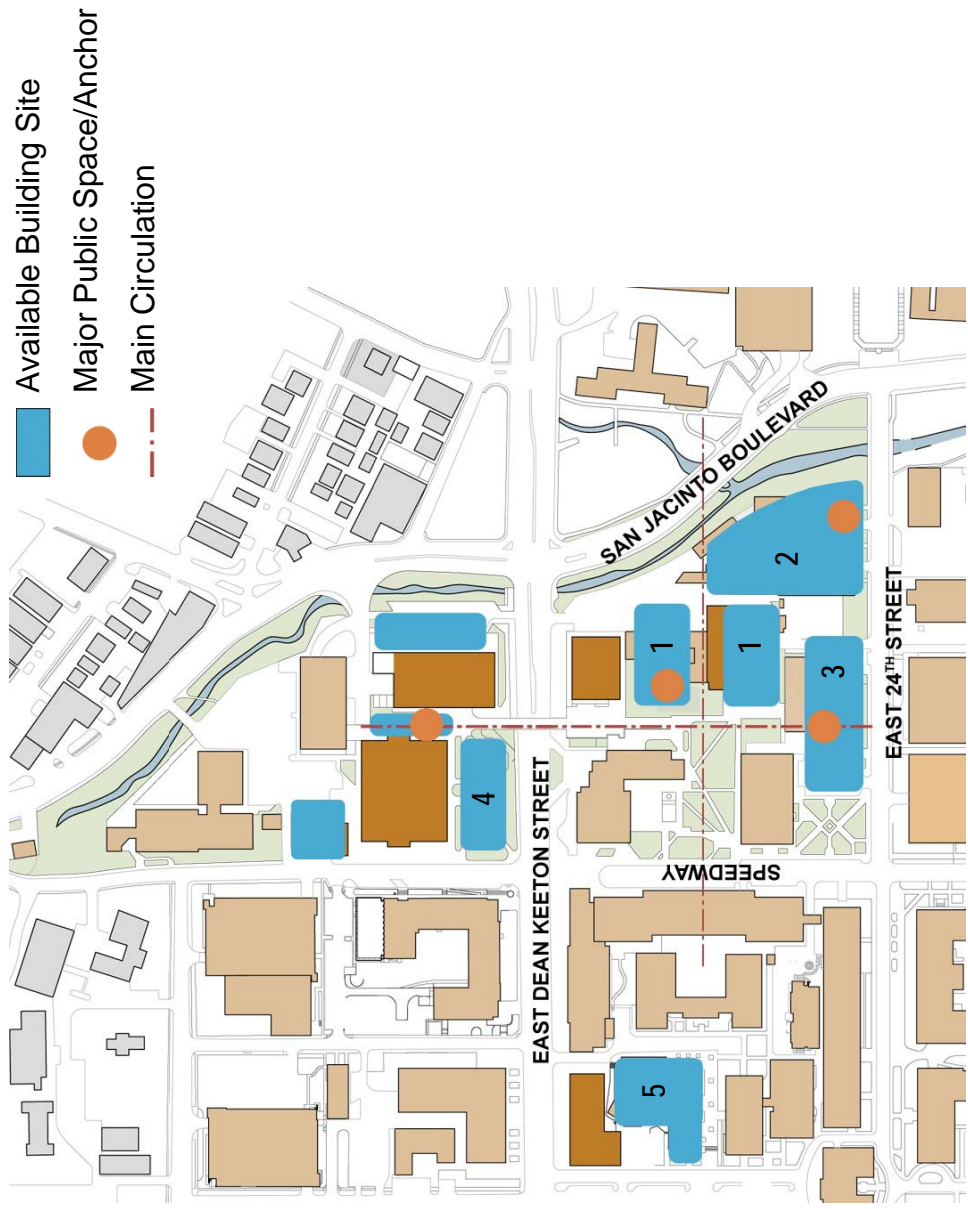 Available Building Site
Major Public Space/Anchor
Main Circulation
SAN JACINTO BOULEVARD
EAST DEAN KEETON STREET
SPEEDWAY
EAST 24TH STREET
1
1
2
3
4
5